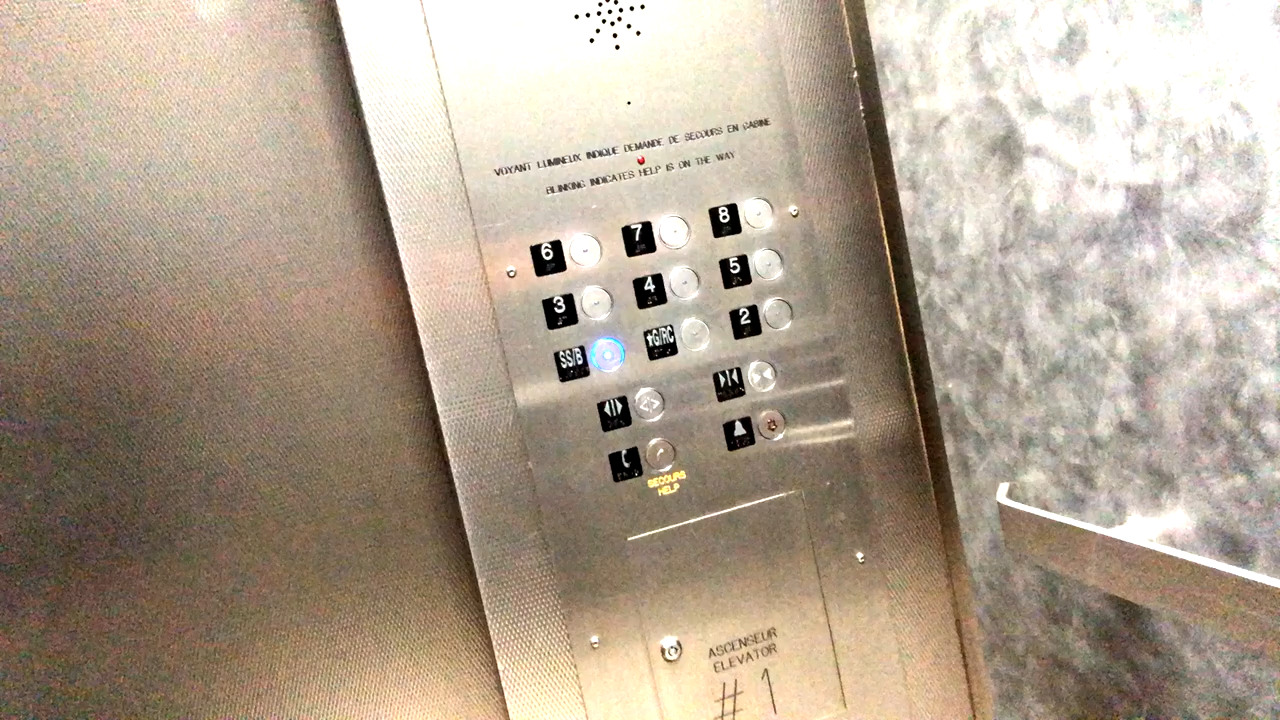 VOYANT LUMINEUX INDIQUE DEMANDE DE SECOURS EN CABINE
BLINKING INDICATES HELP IS ON THE WAY
6 7 8
3 4 5
SS/B ★G/RC 2
SECOURS
HELP
ASCENSEUR
ELEVATOR
# 1